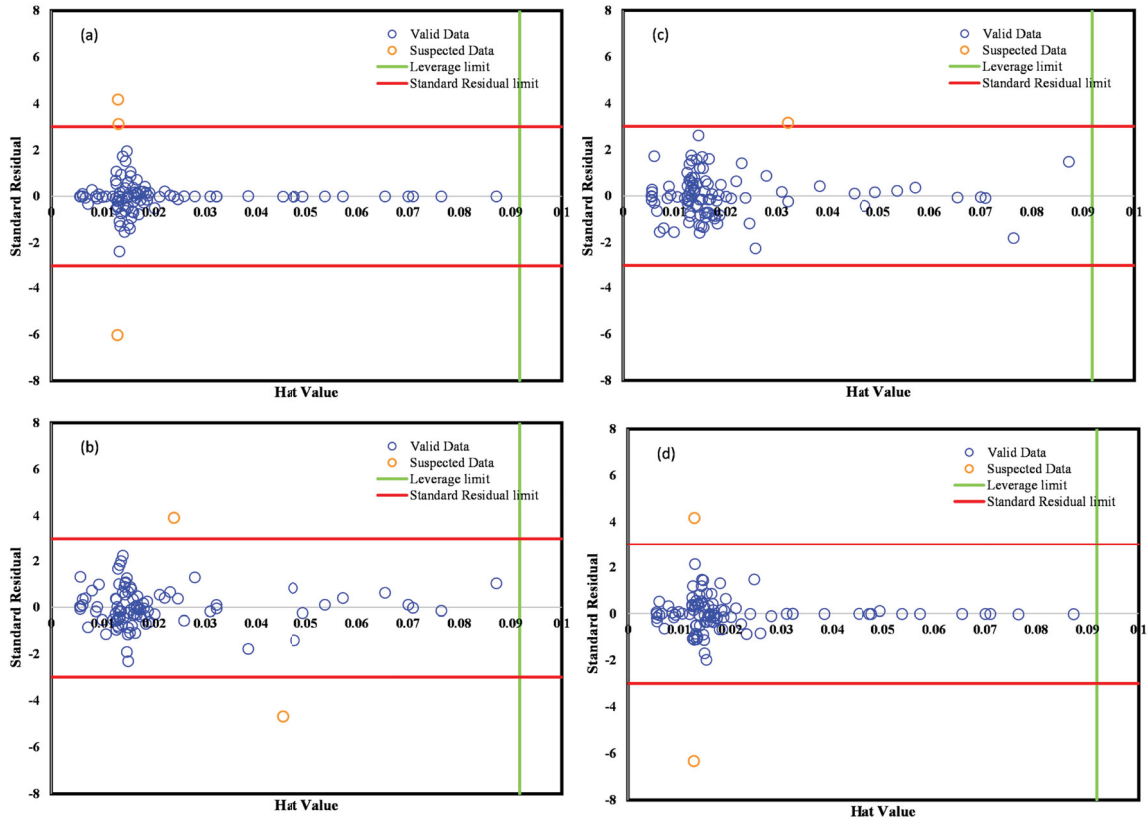 (a)
Valid Data
Suspected Data
Leverage limit
Standard Residual limit
8
6
4
2
0
-2
-4
-6
-8
0 0.01 0.02 0.03 0.04 0.05 0.06 0.07 0.08 0.09 0.1
Standard Residual
Hat Value
(c)
Valid Data
Suspected Data
Leverage limit
Standard Residual limit
8
6
4
2
0
-2
-4
-6
-8
0 0.01 0.02 0.03 0.04 0.05 0.06 0.07 0.08 0.09 0.1
Standard Residual
Hat Value
(b)
Valid Data
Suspected Data
Leverage limit
Standard Residual limit
8
6
4
2
0
-2
-4
-6
-8
0 0.01 0.02 0.03 0.04 0.05 0.06 0.07 0.08 0.09 0.1
Standard Residual
Hat Value
(d)
Valid Data
Suspected Data
Leverage limit
Standard Residual limit
8
6
4
2
0
-2
-4
-6
-8
0 0.01 0.02 0.03 0.04 0.05 0.06 0.07 0.08 0.09 0.1
Standard Residual
Hat Value